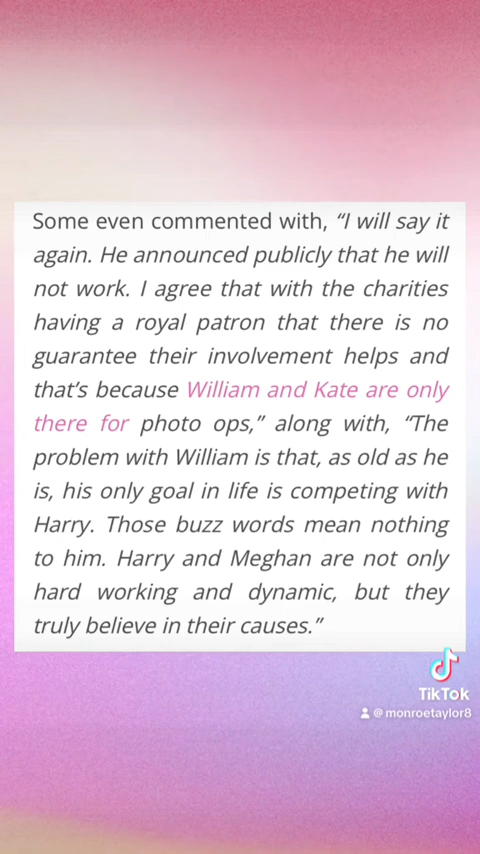 Some even commented with, “I will say it
again. He announced publicly that he will
not work. I agree that with the charities
having a royal patron that there is no
guarantee their involvement helps and
that’s because William and Kate are only
there for photo ops,” along with, “The
problem with William is that, as old as he
is, his only goal in life is competing with
Harry. Those buzz words mean nothing
to him. Harry and Meghan are not only
hard working and dynamic, but they
truly believe in their causes.”
TikTok
@monroetaylor8